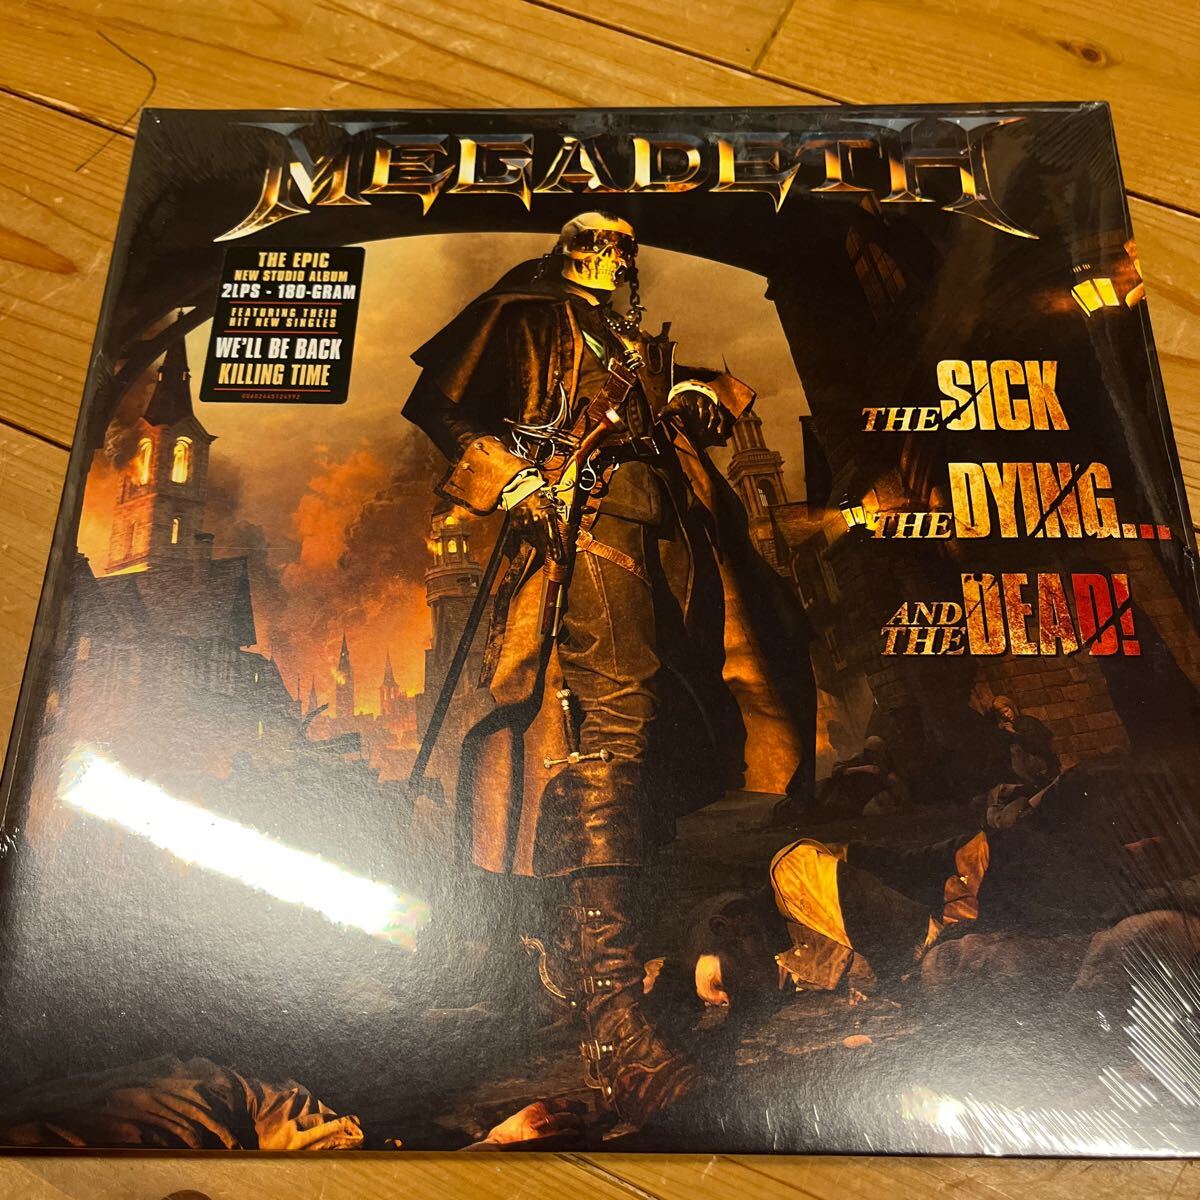 MEGADETH
THE EPIC
NEW STUDIO ALBUM
2LPS - 180-GRAM
FEATURING THEIR
HIT NEW SINGLES
WE'LL BE BACK
KILLING TIME
THE SICK
THE DYING...
AND THE DEAD!